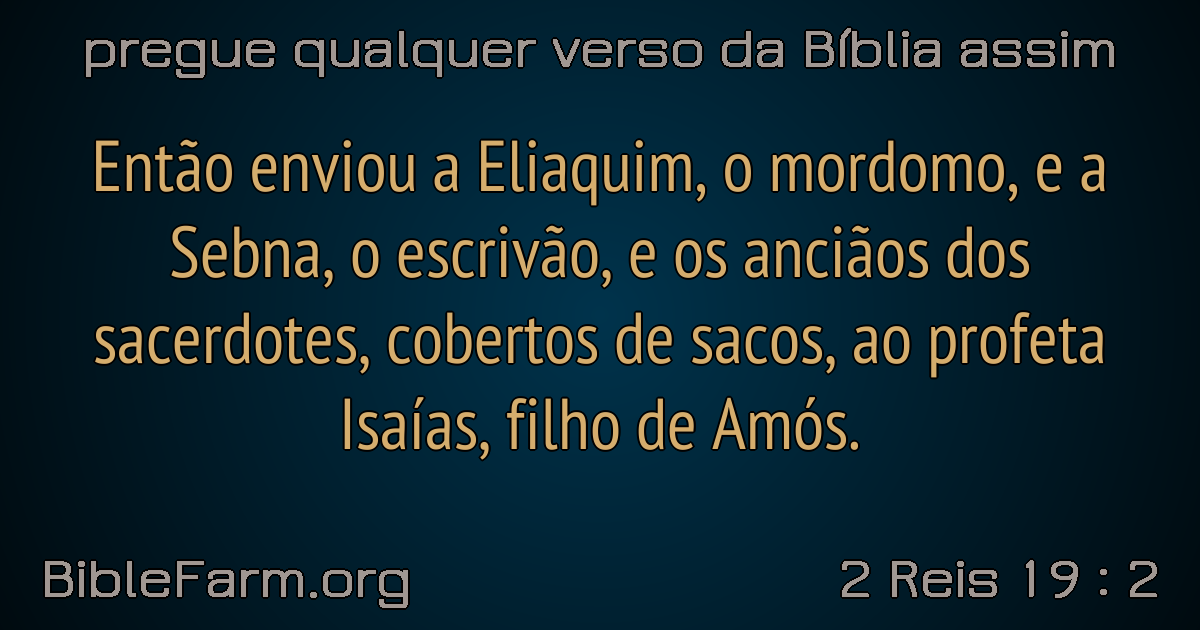 pregue qualquer verso da Bíblia assim
Então enviou a Eliaquim, o mordomo, e a
Sebna, o escrivão, e os anciãos dos
sacerdotes, cobertos de sacos, ao profeta
Isaías, filho de Amós.
BibleFarm.org
2 Reis 19 : 2